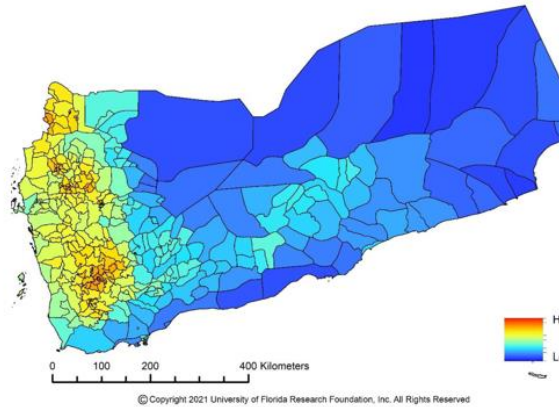 H
L
0 100 200 400 Kilometers
© Copyright 2021 University of Florida Research Foundation, Inc. All Rights Reserved